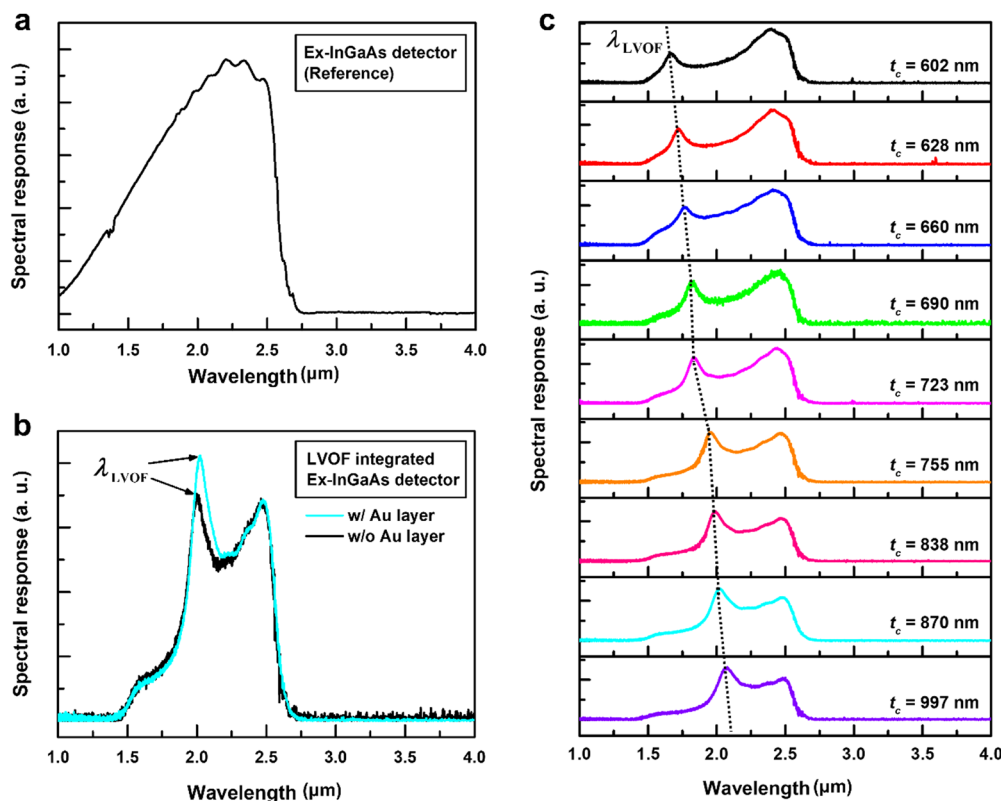 a
Ex-InGaAs detector
(Reference)
Spectral response (a. u.)
1.0 1.5 2.0 2.5 3.0 3.5 4.0
Wavelength (µm)
b
λLVOF
LVOF integrated
Ex-InGaAs detector
w/ Au layer
w/o Au layer
Spectral response (a. u.)
1.0 1.5 2.0 2.5 3.0 3.5 4.0
Wavelength (µm)
c
λLVOF
tc = 602 nm
tc = 628 nm
tc = 660 nm
tc = 690 nm
tc = 723 nm
tc = 755 nm
tc = 838 nm
tc = 870 nm
tc = 997 nm
Spectral response (a. u.)
1.0 1.5 2.0 2.5 3.0 3.5 4.0
Wavelength (µm)